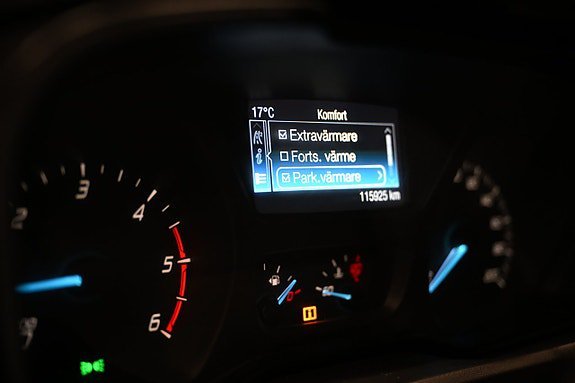 17°C Komfort
Extravärmare
Forts. värme
Park.värmare
115925 km
2
3
4
5
6